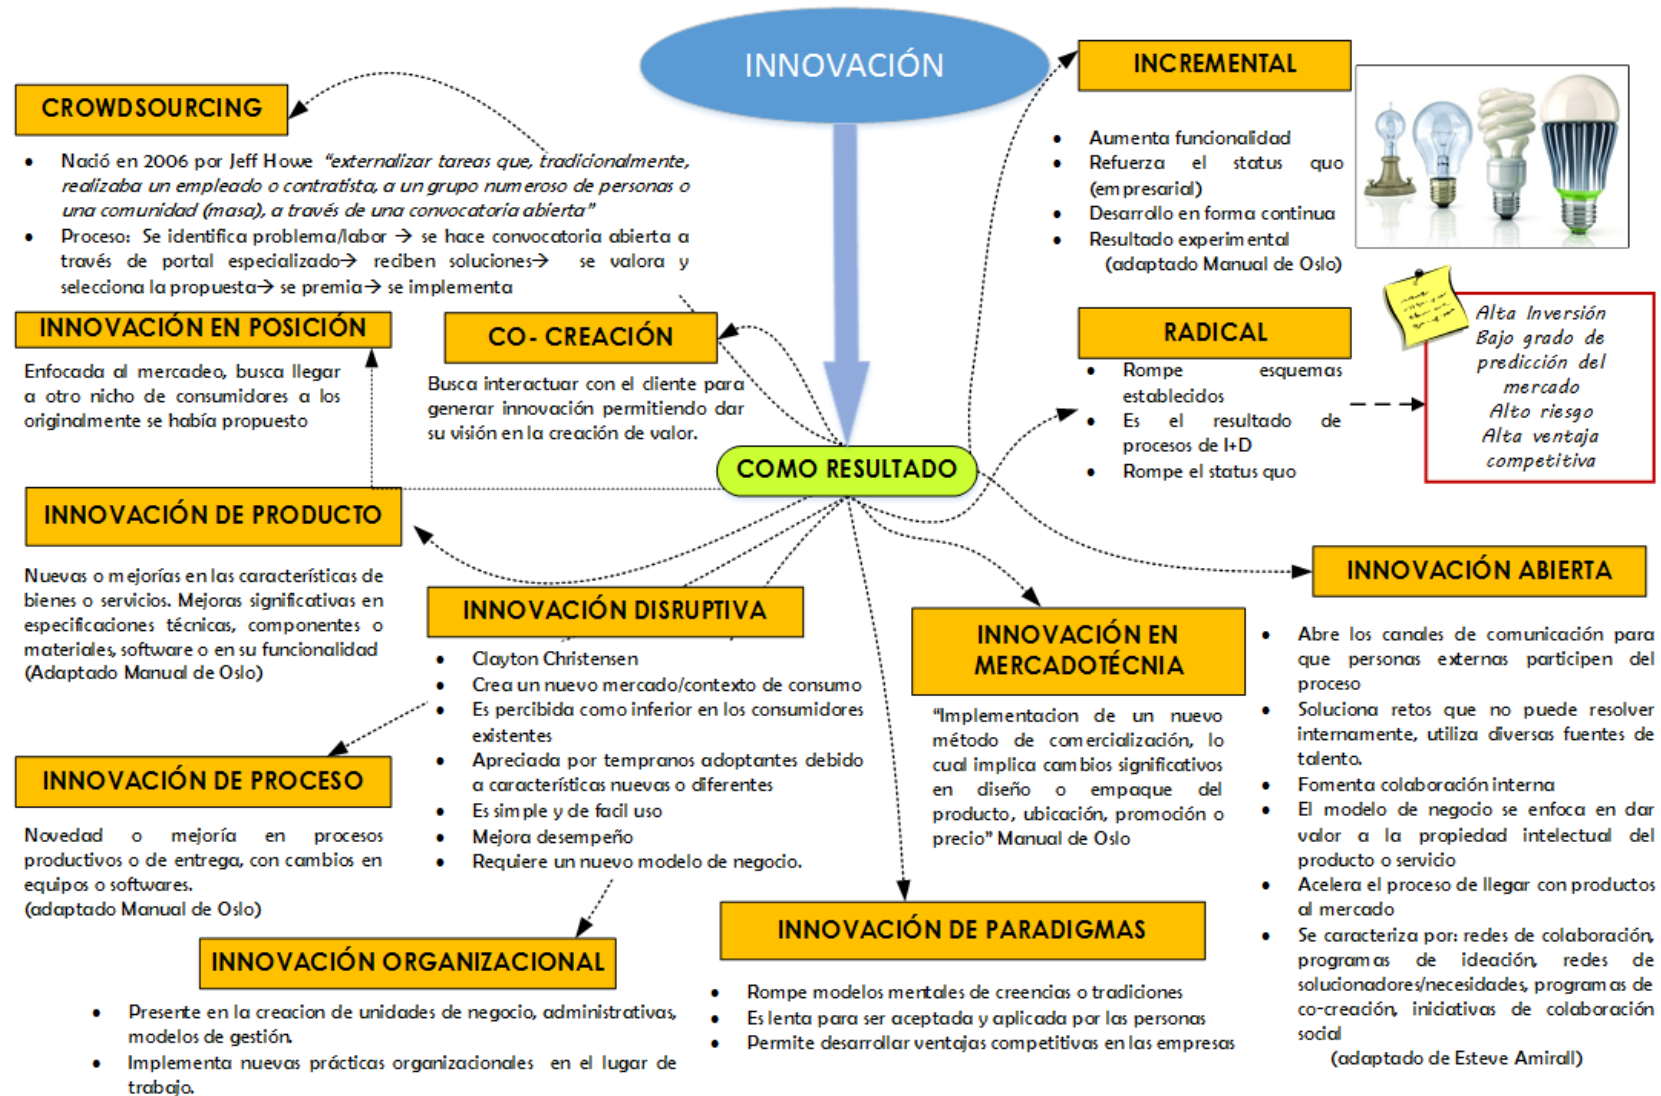 INNOVACIÓN
CROWDSOURCING
• Nació en 2006 por Jeff Howe "externalizar tareas que, tradicionalmente,
realizaba un empleado o contratista, a un grupo numeroso de personas o
una comunidad (masa), a través de una convocatoria abierta"
• Proceso: Se identifica problema/labor → se hace convocatoria abierta a
través de portal especializado→ reciben soluciones→ se valora y
selecciona la propuesta→ se premia→ se implementa
INCREMENTAL
• Aumenta funcionalidad
• Refuerza el status quo
(empresarial)
• Desarrollo en forma continua
• Resultado experimental
(adaptado Manual de Oslo)
INNOVACIÓN EN POSICIÓN
Enfocada al mercadeo, busca llegar
a otro nicho de consumidores a los
originalmente se había propuesto
CO- CREACIÓN
Busca interactuar con el cliente para
generar innovación permitiendo dar
su visión en la creación de valor.
RADICAL
• Rompe esquemas
establecidos
• Es el resultado de
procesos de I+D
• Rompe el status quo
Alta Inversión
Bajo grado de
predicción del
mercado
Alto riesgo
Alta ventaja
competitiva
COMO RESULTADO
INNOVACIÓN DE PRODUCTO
Nuevas o mejorías en las características de
bienes o servicios. Mejoras significativas en
especificaciones técnicas, componentes o
materiales, software o en su funcionalidad
(Adaptado Manual de Oslo)
INNOVACIÓN DISRUPTIVA
• Clayton Christensen
• Crea un nuevo mercado/contexto de consumo
• Es percibida como inferior en los consumidores
existentes
• Apreciada por tempranos adoptantes debido
a características nuevas o diferentes
• Es simple y de facil uso
• Mejora desempeño
• Requiere un nuevo modelo de negocio.
INNOVACIÓN EN
MERCADOTÉCNIA
"Implementacion de un nuevo
método de comercialización, lo
cual implica cambios significativos
en diseño o empaque del
producto, ubicación, promoción o
precio" Manual de Oslo
INNOVACIÓN ABIERTA
• Abre los canales de comunicación para
que personas externas participen del
proceso
• Soluciona retos que no puede resolver
internamente, utiliza diversas fuentes de
talento.
• Fomenta colaboración interna
• El modelo de negocio se enfoca en dar
valor a la propiedad intelectual del
producto o servicio
• Acelera el proceso de llegar con productos
al mercado
• Se caracteriza por: redes de colaboración,
programas de ideación, redes de
solucionadores/necesidades, programas de
co-creación, iniciativas de colaboración
social
(adaptado de Esteve Amirall)
INNOVACIÓN DE PROCESO
Novedad o mejoría en procesos
productivos o de entrega, con cambios en
equipos o softwares.
(adaptado Manual de Oslo)
INNOVACIÓN ORGANIZACIONAL
• Presente en la creacion de unidades de negocio, administrativas,
modelos de gestión.
• Implementa nuevas prácticas organizacionales en el lugar de
trabajo.
INNOVACIÓN DE PARADIGMAS
• Rompe modelos mentales de creencias o tradiciones
• Es lenta para ser aceptada y aplicada por las personas
• Permite desarrollar ventajas competitivas en las empresas